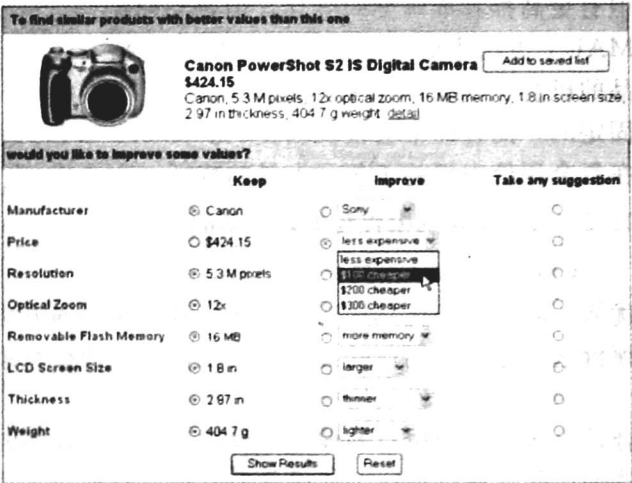 To find similar products with better values than this one
Canon PowerShot S2 IS Digital Camera
Add to saved list
$424.15
Canon, 5.3 M pixels, 12x optical zoom, 16 MB memory, 1.8 in screen size,
2.97 in thickness, 404.7 g weight detail
would you like to improve some values?
Keep Improve Take any suggestion
Manufacturer Canon Sony
Price $424.15 less expensive
less expensive
$100 cheaper
Resolution 5.3 M pixels
$200 cheaper
Optical Zoom 12x
$300 cheaper
Removable Flash Memory 16 MB more memory
LCD Screen Size 1.8 in larger
Thickness 2.97 in thinner
Weight 404.7 g lighter
Show Results Reset